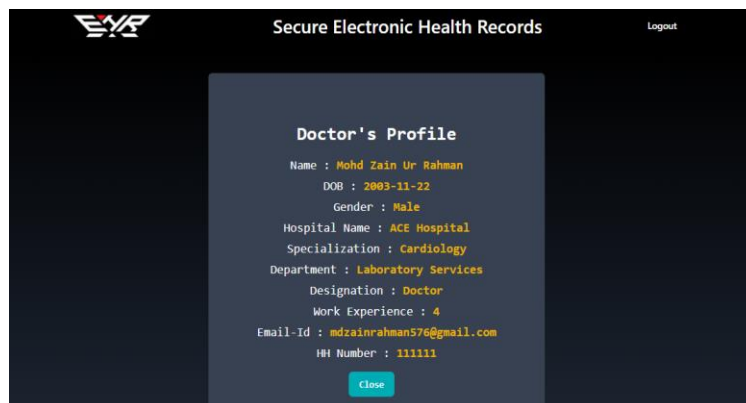 EYR
Secure Electronic Health Records
Logout
Doctor's Profile
Name : Mohd Zain Ur Rahman
DOB : 2003-11-22
Gender : Male
Hospital Name : ACE Hospital
Specialization : Cardiology
Department : Laboratory Services
Designation : Doctor
Work Experience : 4
Email-Id : mdzainrahman576@gmail.com
HH Number : 111111
Close